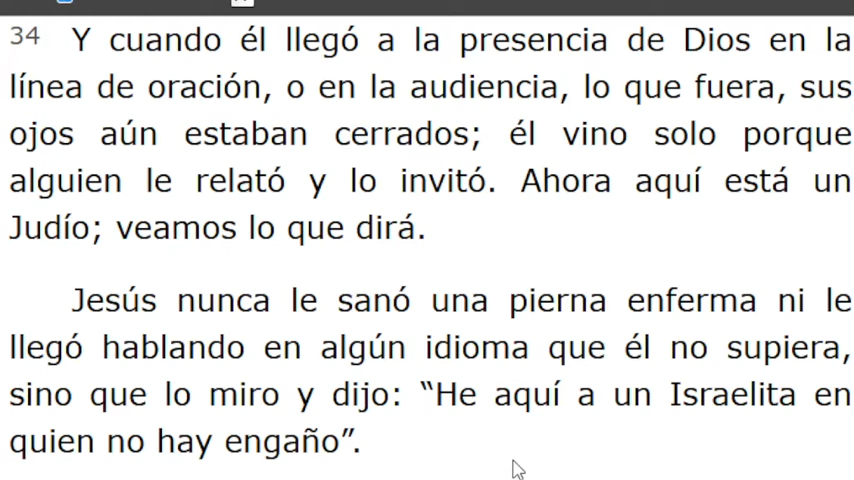 34 Y cuando él llegó a la presencia de Dios en la
línea de oración, o en la audiencia, lo que fuera, sus
ojos aún estaban cerrados; él vino solo porque
alguien le relató y lo invitó. Ahora aquí está un
Judío; veamos lo que dirá.
Jesús nunca le sanó una pierna enferma ni le
llegó hablando en algún idioma que él no supiera,
sino que lo miro y dijo: “He aquí a un Israelita en
quien no hay engaño”.